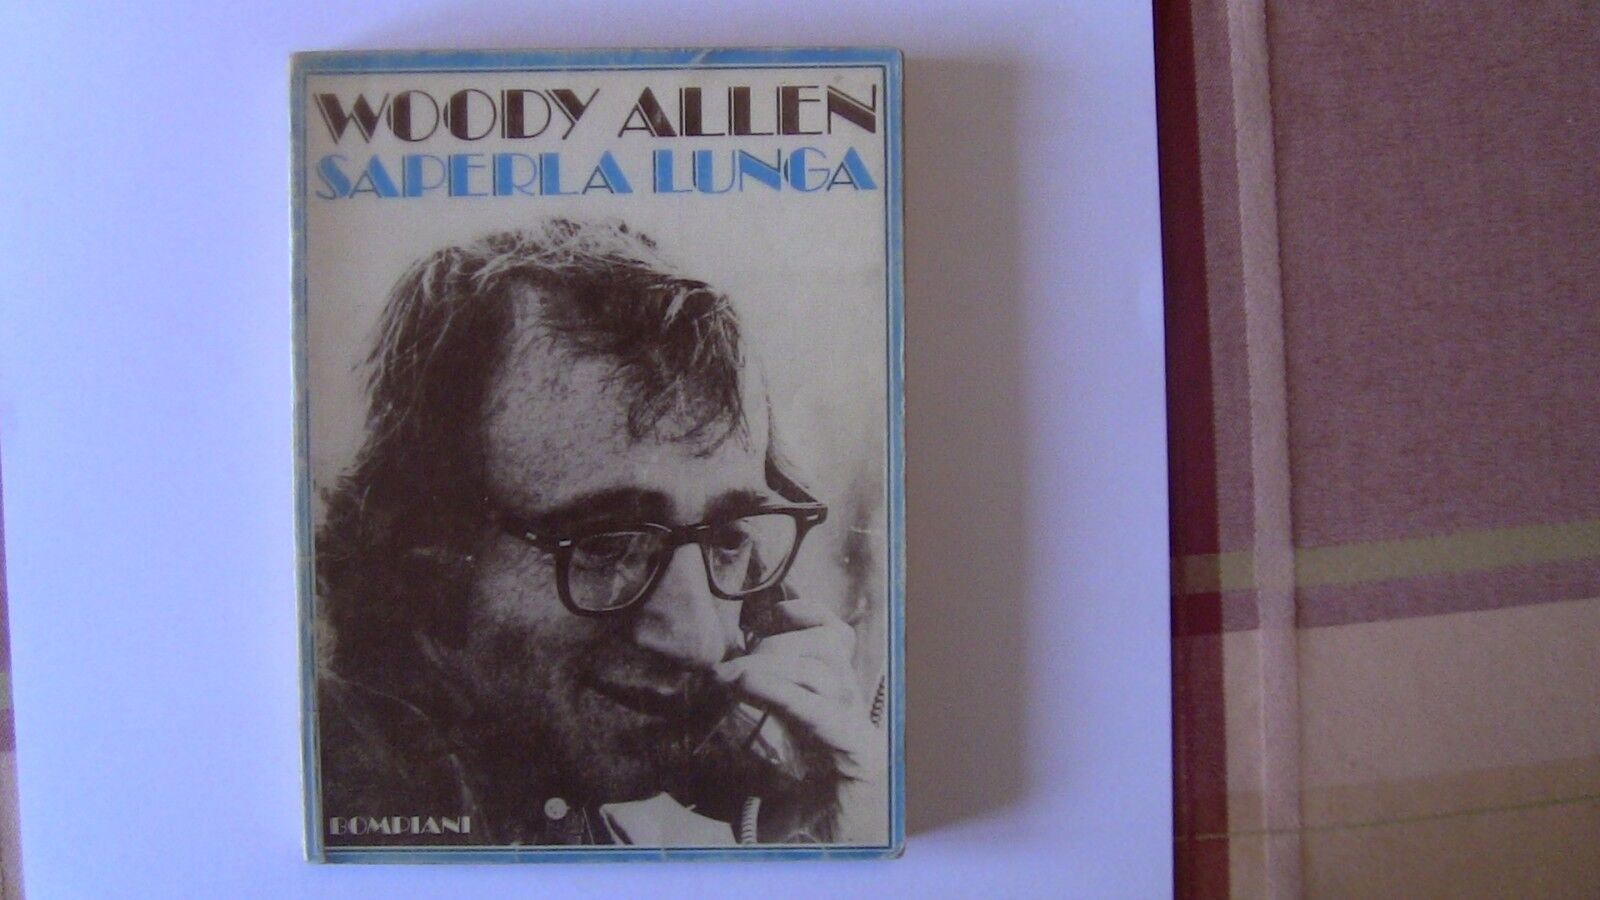 WOODY ALLEN
SAPERLA LUNGA
BOMPIANI